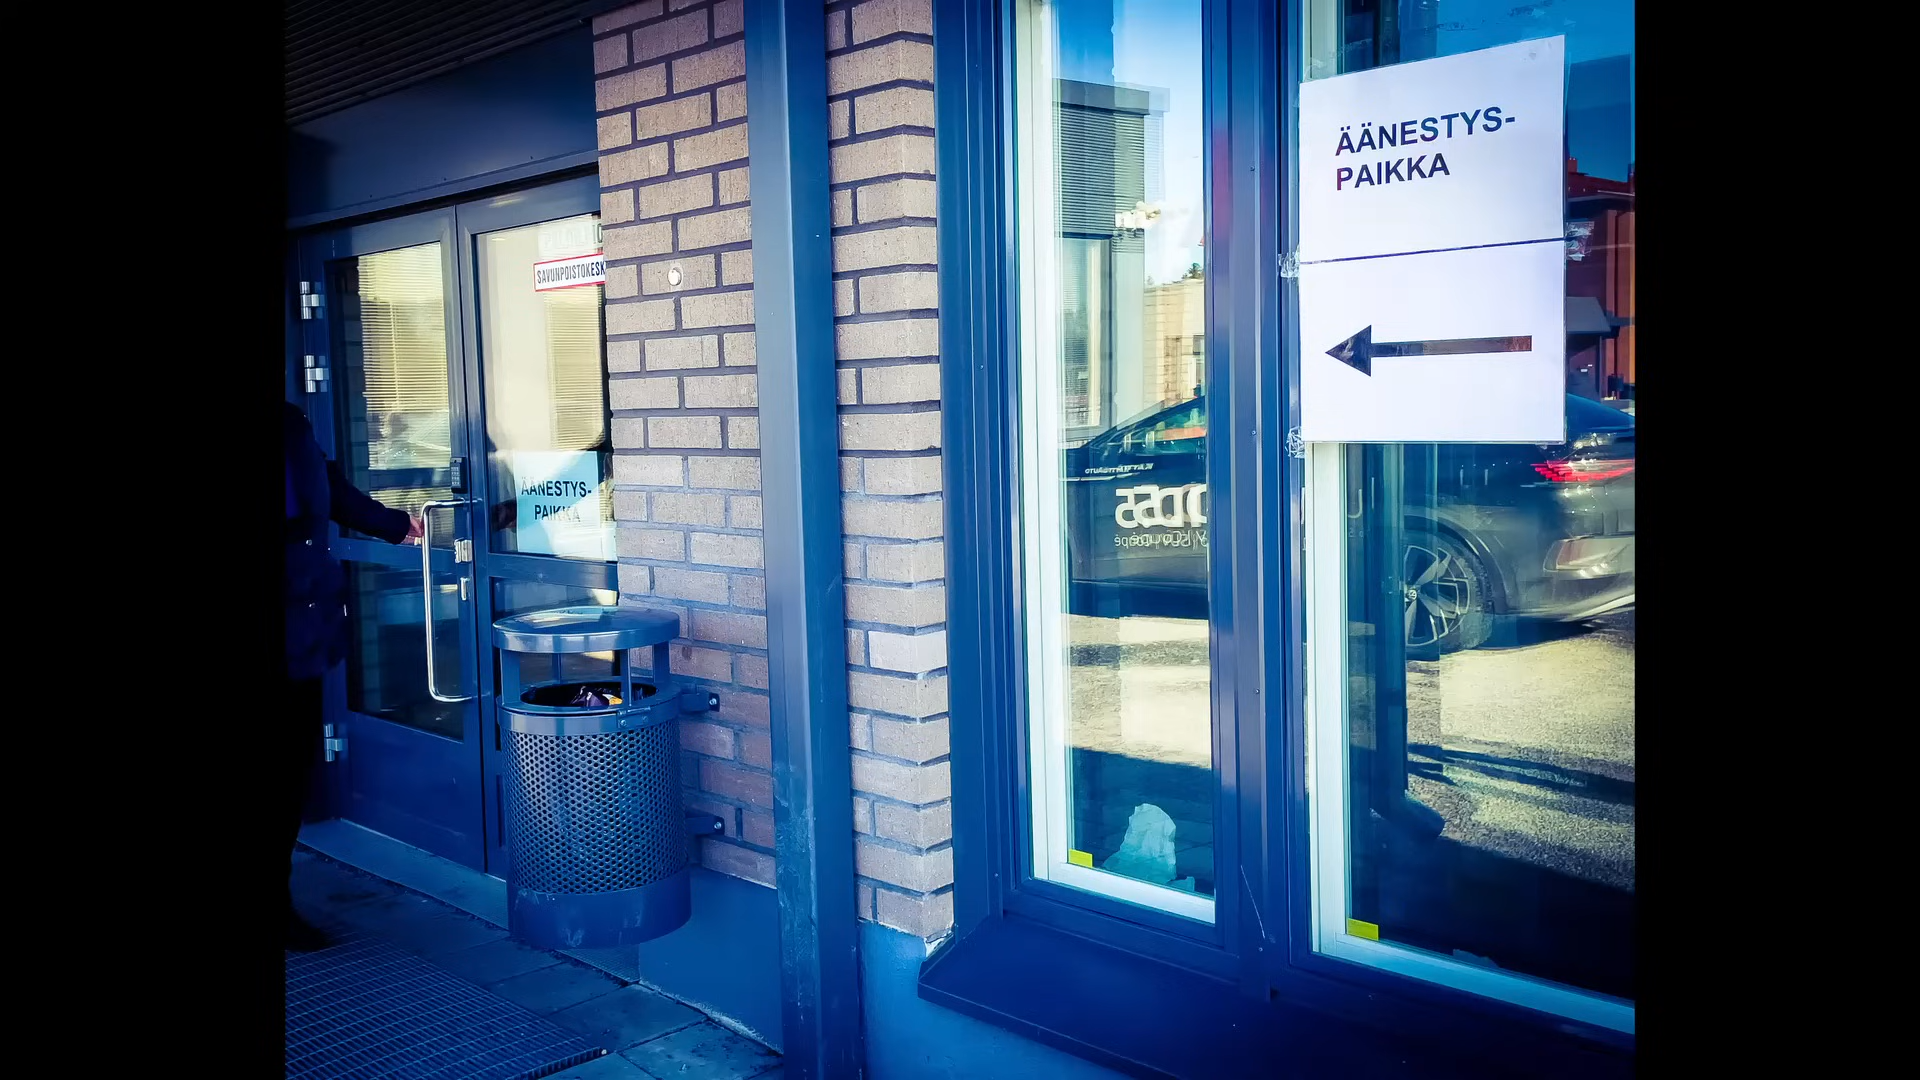 ÄÄNESTYS-
PAIKKA
SAVUNPOISTOKESK
ÄÄNESTYS-
PAIKKA